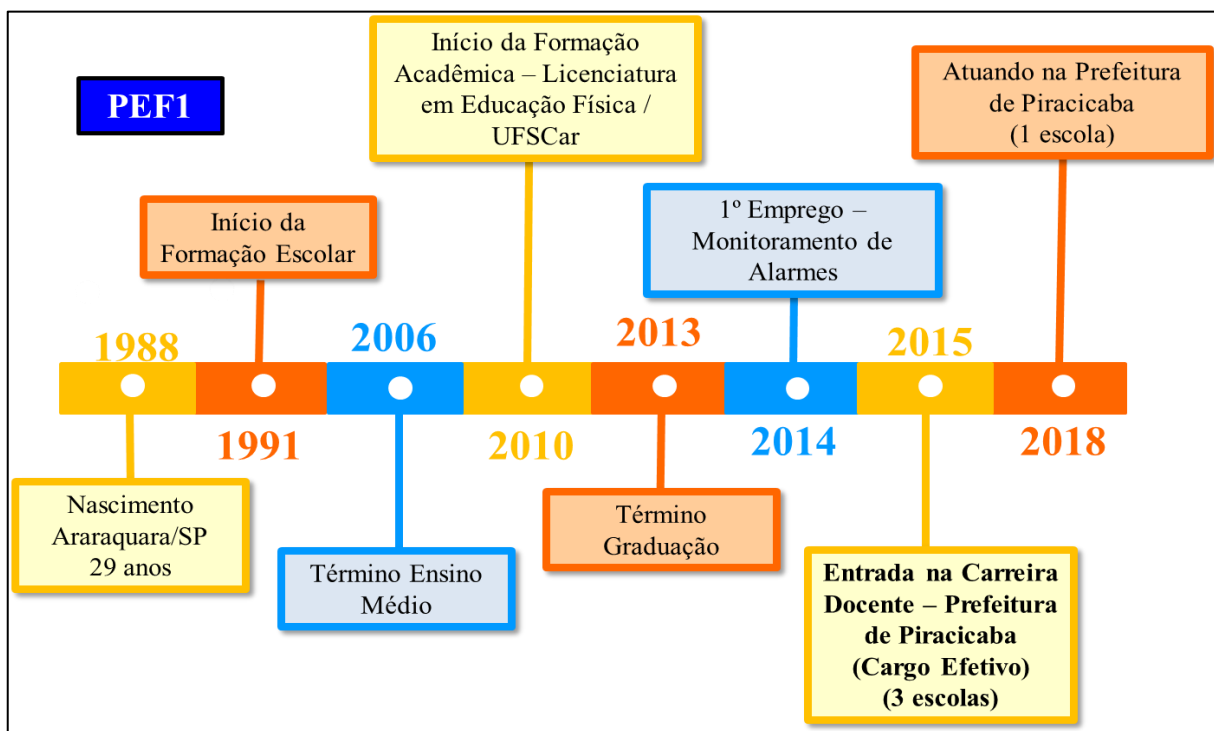 PEF1
Início da Formação
Acadêmica – Licenciatura
em Educação Física /
UFSCar
Atuando na Prefeitura
de Piracicaba
(1 escola)
Início da
Formação Escolar
1º Emprego –
Monitoramento de
Alarmes
1988
2006
2013
2015
1991
2010
2014
2018
Nascimento
Araraquara/SP
29 anos
Término Ensino
Médio
Término
Graduação
Entrada na Carreira
Docente – Prefeitura
de Piracicaba
(Cargo Efetivo)
(3 escolas)